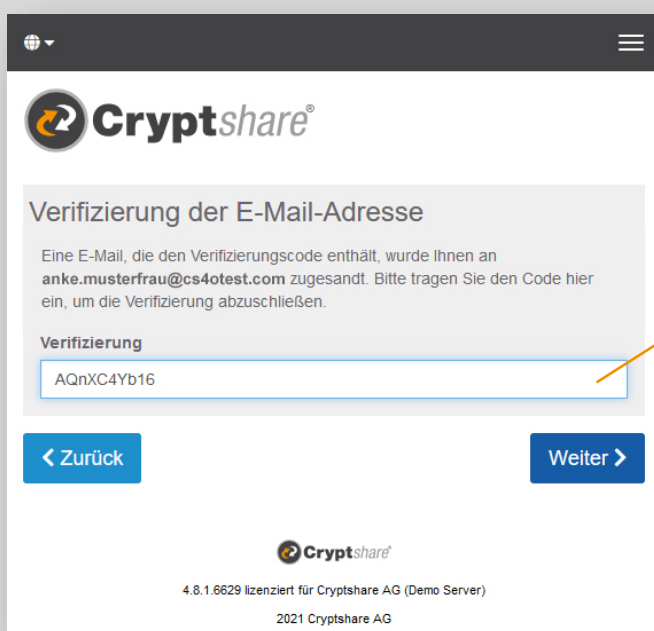 Cryptshare®
Verifizierung der E-Mail-Adresse
Eine E-Mail, die den Verifizierungscode enthält, wurde Ihnen an
anke.musterfrau@cs4otest.com zugesandt. Bitte tragen Sie den Code hier
ein, um die Verifizierung abzuschließen.
Verifizierung
AQnXC4Yb16
Zurück
Weiter
Cryptshare®
4.8.1.6629 lizenziert für Cryptshare AG (Demo Server)
2021 Cryptshare AG